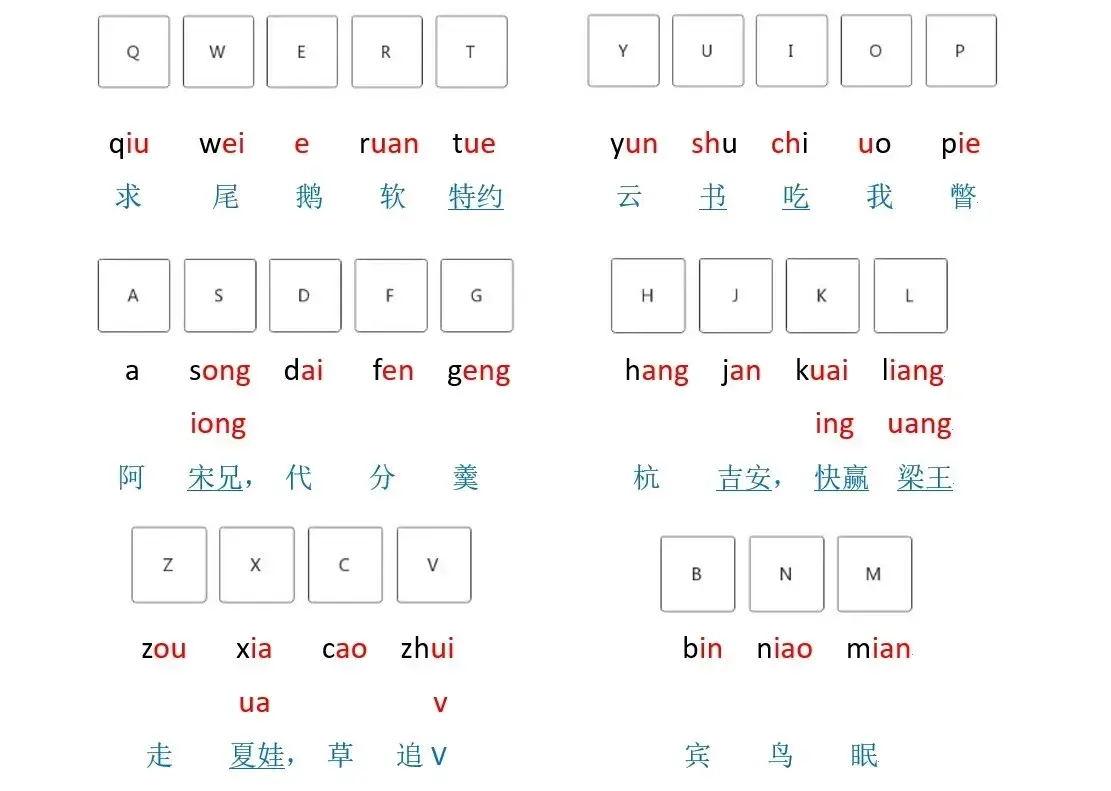 Q W E R T Y U I O P
qiu wei e ruan tue yun shu chi uo pie
求 尾 鹅 软 特约 云 书 吃 我 瞥
A S D F G H J K L
a song dai fen geng hang jan kuai liang
iong ing uang
阿 宋兄， 代 分 羹 杭 吉安， 快赢 梁王
Z X C V B N M
zou xia cao zhui bin niao mian
ua v
走 夏娃， 草 追 V 宾 鸟 眠